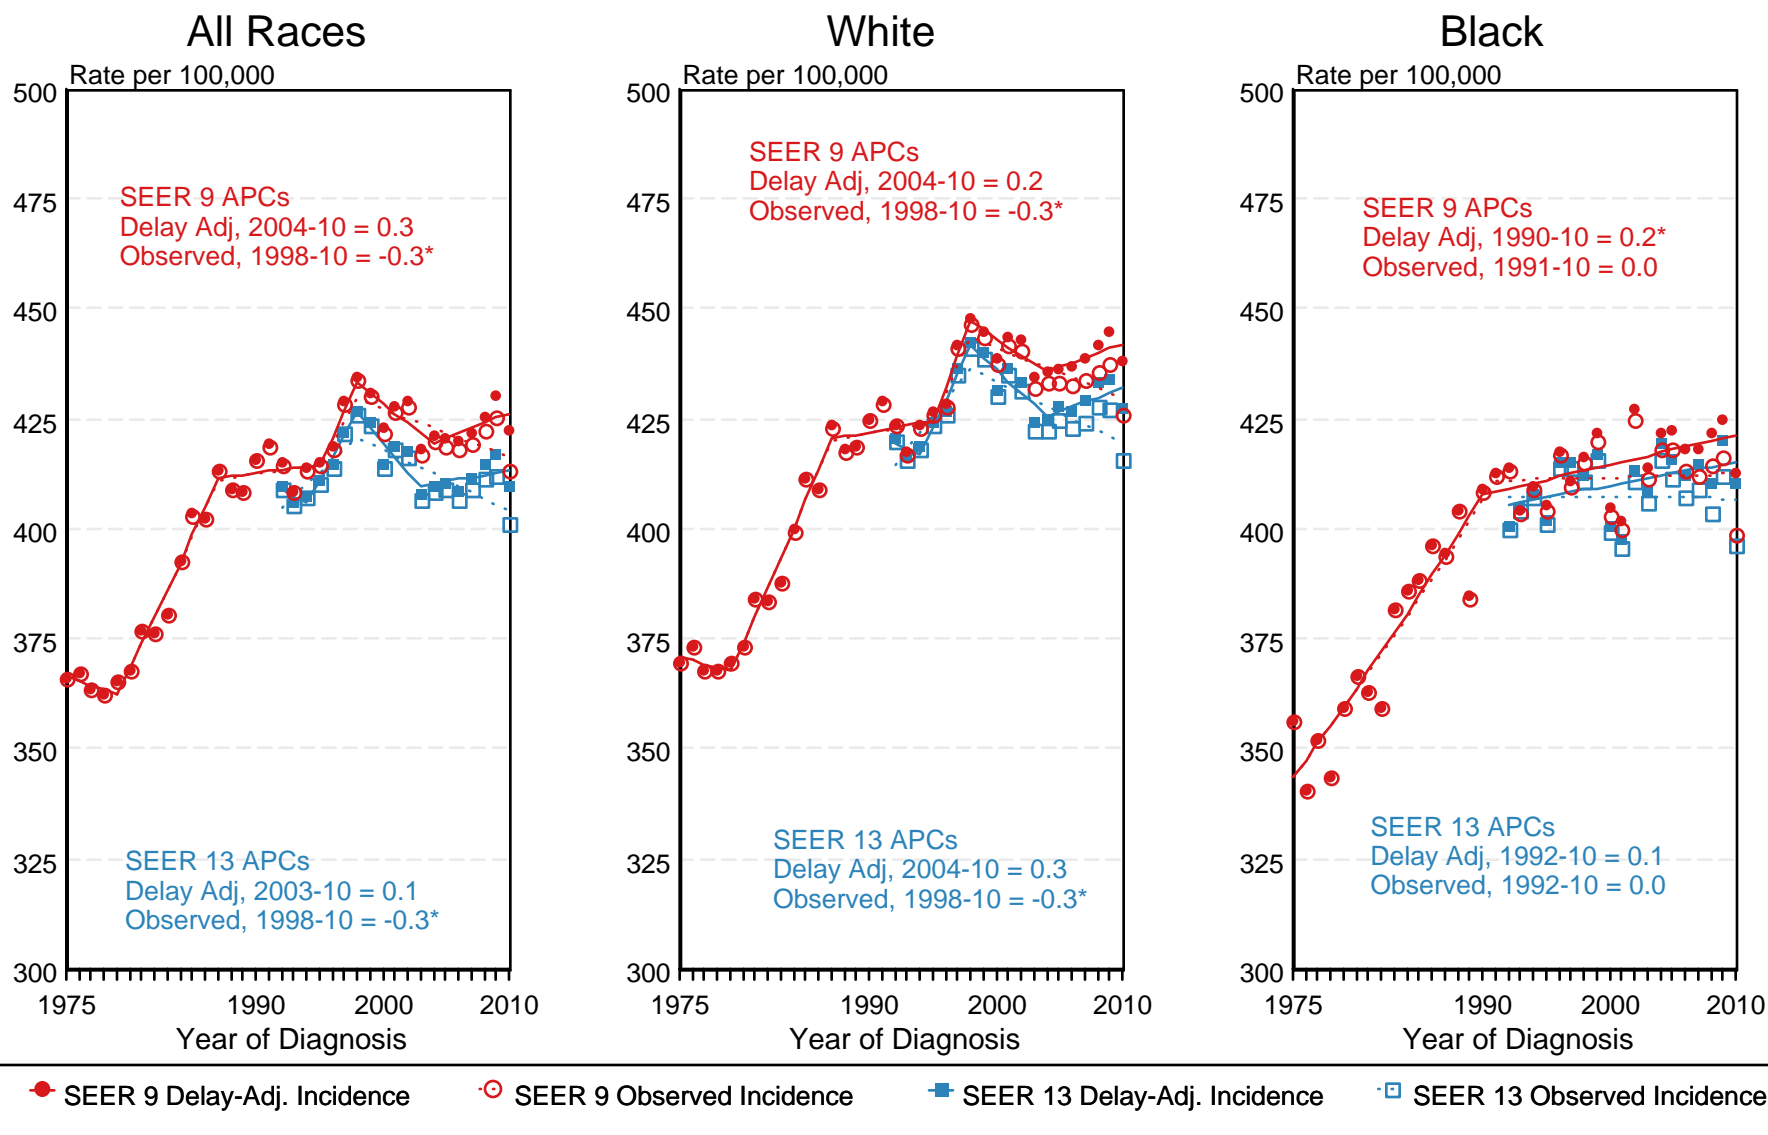 All Races
White
Black
Rate per 100,000
Rate per 100,000
Rate per 100,000
500
475
450
425
400
375
350
325
300
SEER 9 APCs
Delay Adj, 2004-10 = 0.3
Observed, 1998-10 = -0.3*
SEER 13 APCs
Delay Adj, 2003-10 = 0.1
Observed, 1998-10 = -0.3*
1975 1990 2000 2010
Year of Diagnosis
500
475
450
425
400
375
350
325
300
SEER 9 APCs
Delay Adj, 2004-10 = 0.2
Observed, 1998-10 = -0.3*
SEER 13 APCs
Delay Adj, 2004-10 = 0.3
Observed, 1998-10 = -0.3*
1975 1990 2000 2010
Year of Diagnosis
500
475
450
425
400
375
350
325
300
SEER 9 APCs
Delay Adj, 1990-10 = 0.2*
Observed, 1991-10 = 0.0
SEER 13 APCs
Delay Adj, 1992-10 = 0.1
Observed, 1992-10 = 0.0
1975 1990 2000 2010
Year of Diagnosis
SEER 9 Delay-Adj. Incidence SEER 9 Observed Incidence SEER 13 Delay-Adj. Incidence SEER 13 Observed Incidence